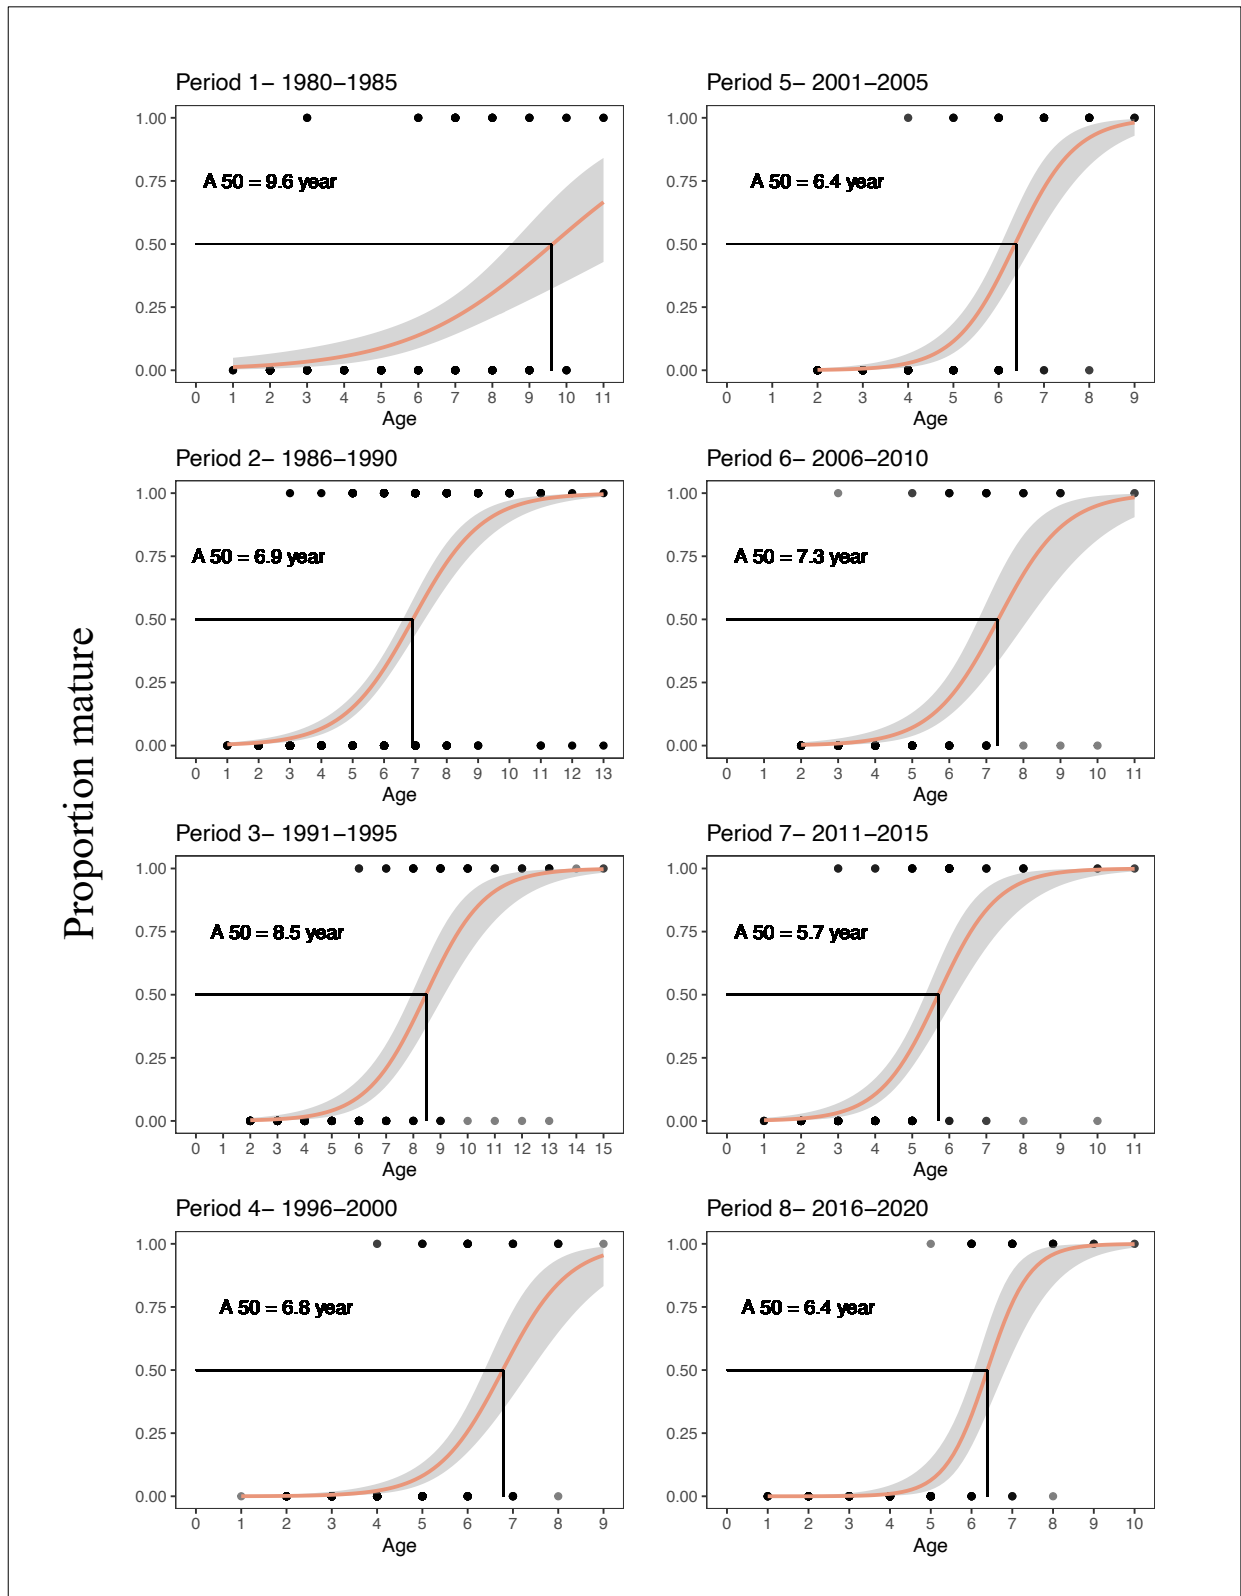 Proportion mature
Period 1– 1980–1985
1.00
0.75
0.50
0.25
0.00
A 50 = 9.6 year
0 1 2 3 4 5 6 7 8 9 10 11
Age
Period 5– 2001–2005
1.00
0.75
0.50
0.25
0.00
A 50 = 6.4 year
0 1 2 3 4 5 6 7 8 9
Age
Period 2– 1986–1990
1.00
0.75
0.50
0.25
0.00
A 50 = 6.9 year
0 1 2 3 4 5 6 7 8 9 10 11 12 13
Age
Period 6– 2006–2010
1.00
0.75
0.50
0.25
0.00
A 50 = 7.3 year
0 1 2 3 4 5 6 7 8 9 10 11
Age
Period 3– 1991–1995
1.00
0.75
0.50
0.25
0.00
A 50 = 8.5 year
0 1 2 3 4 5 6 7 8 9 10 11 12 13 14 15
Age
Period 7– 2011–2015
1.00
0.75
0.50
0.25
0.00
A 50 = 5.7 year
0 1 2 3 4 5 6 7 8 9 10 11
Age
Period 4– 1996–2000
1.00
0.75
0.50
0.25
0.00
A 50 = 6.8 year
0 1 2 3 4 5 6 7 8 9
Age
Period 8– 2016–2020
1.00
0.75
0.50
0.25
0.00
A 50 = 6.4 year
0 1 2 3 4 5 6 7 8 9 10
Age